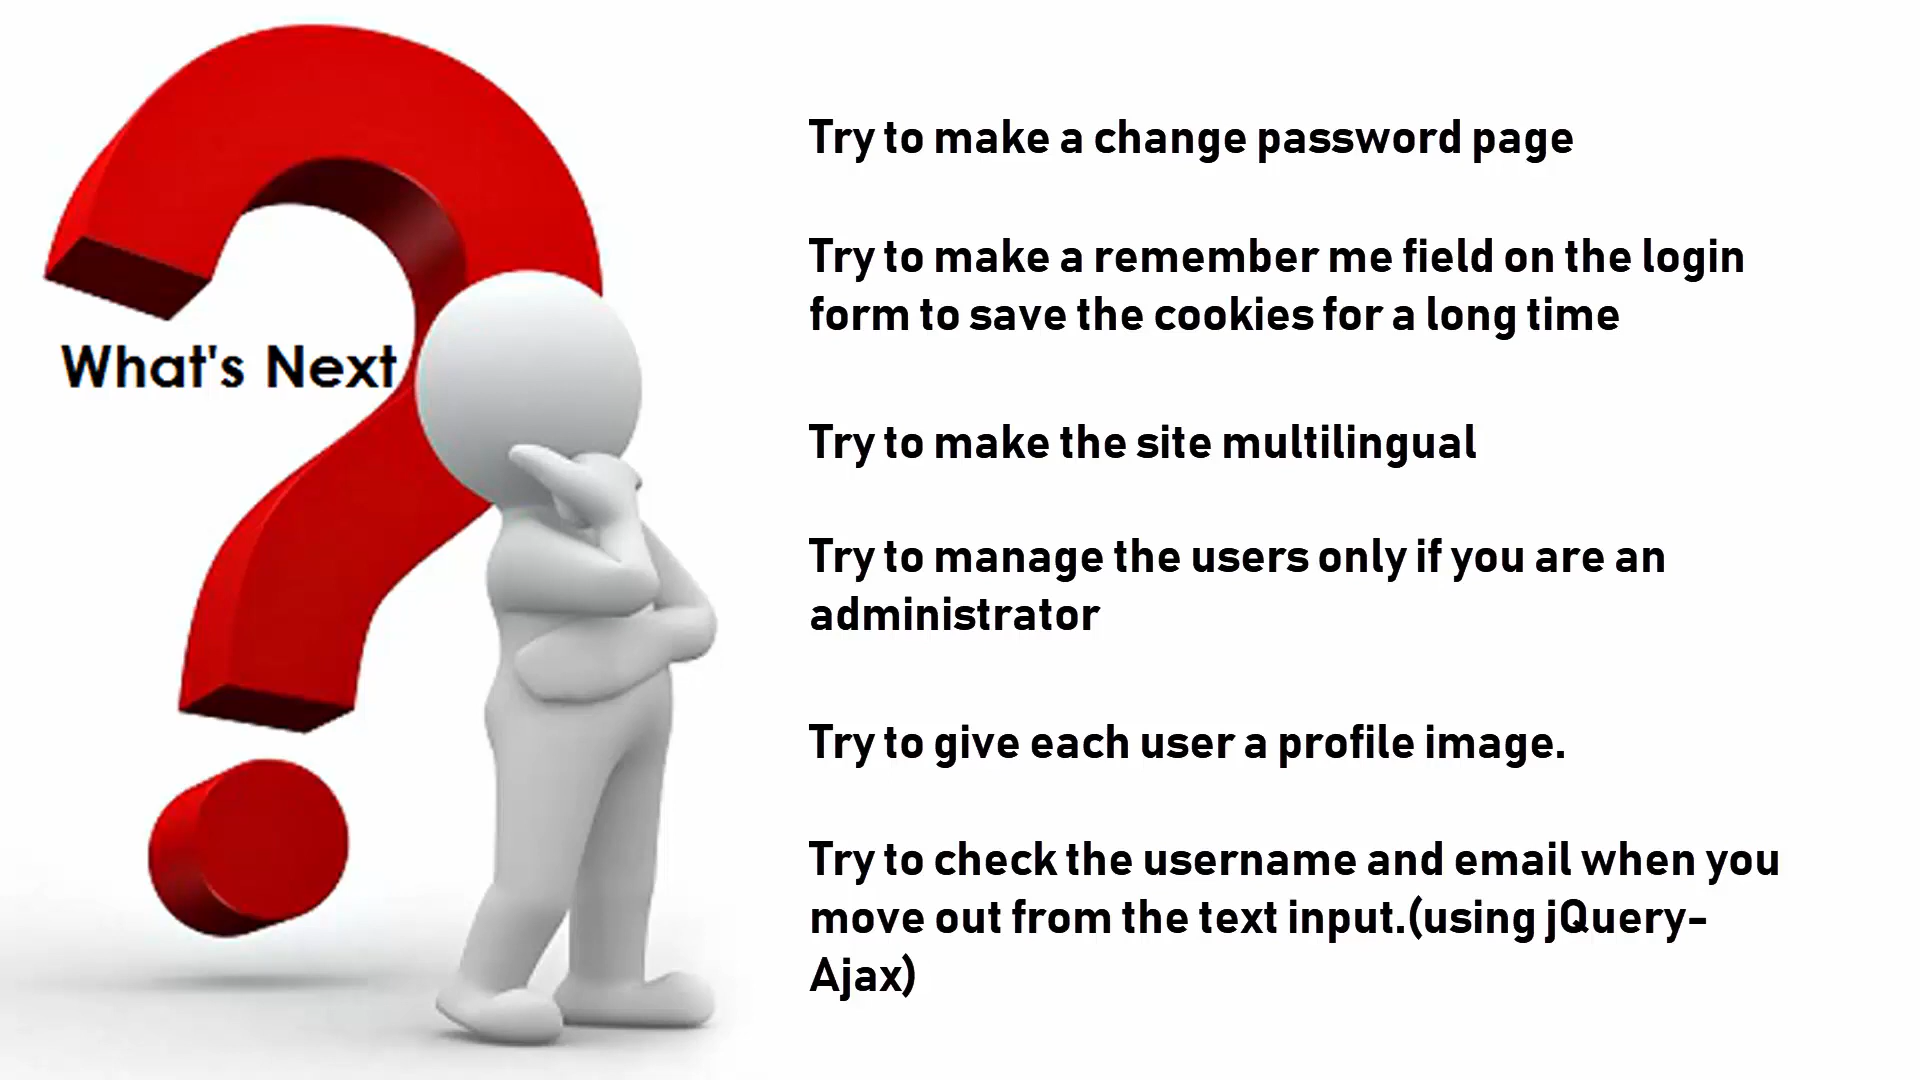 What's Next
Try to make a change password page
Try to make a remember me field on the login
form to save the cookies for a long time
Try to make the site multilingual
Try to manage the users only if you are an
administrator
Try to give each user a profile image.
Try to check the username and email when you
move out from the text input.(using jQuery-
Ajax)